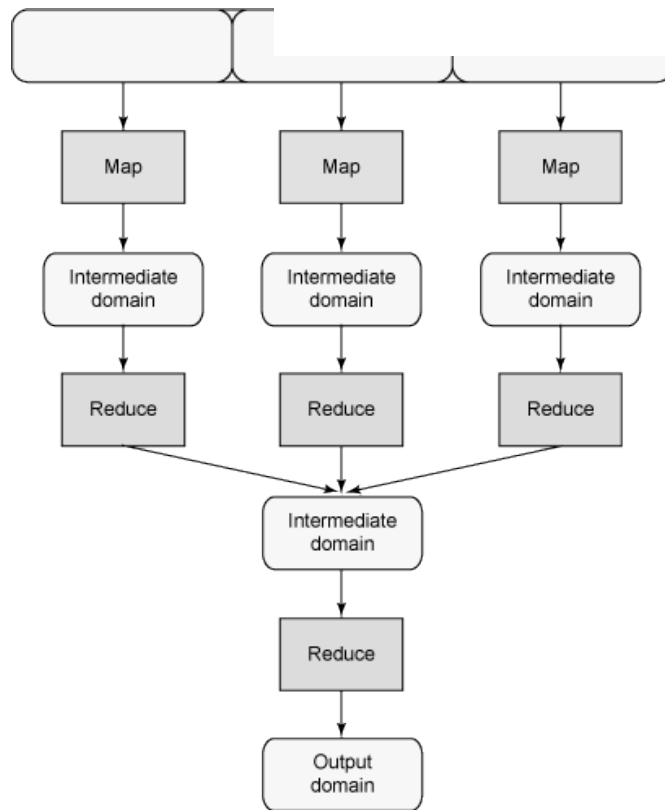 Map
Map
Map
Intermediate
domain
Intermediate
domain
Intermediate
domain
Reduce
Reduce
Reduce
Intermediate
domain
Reduce
Output
domain